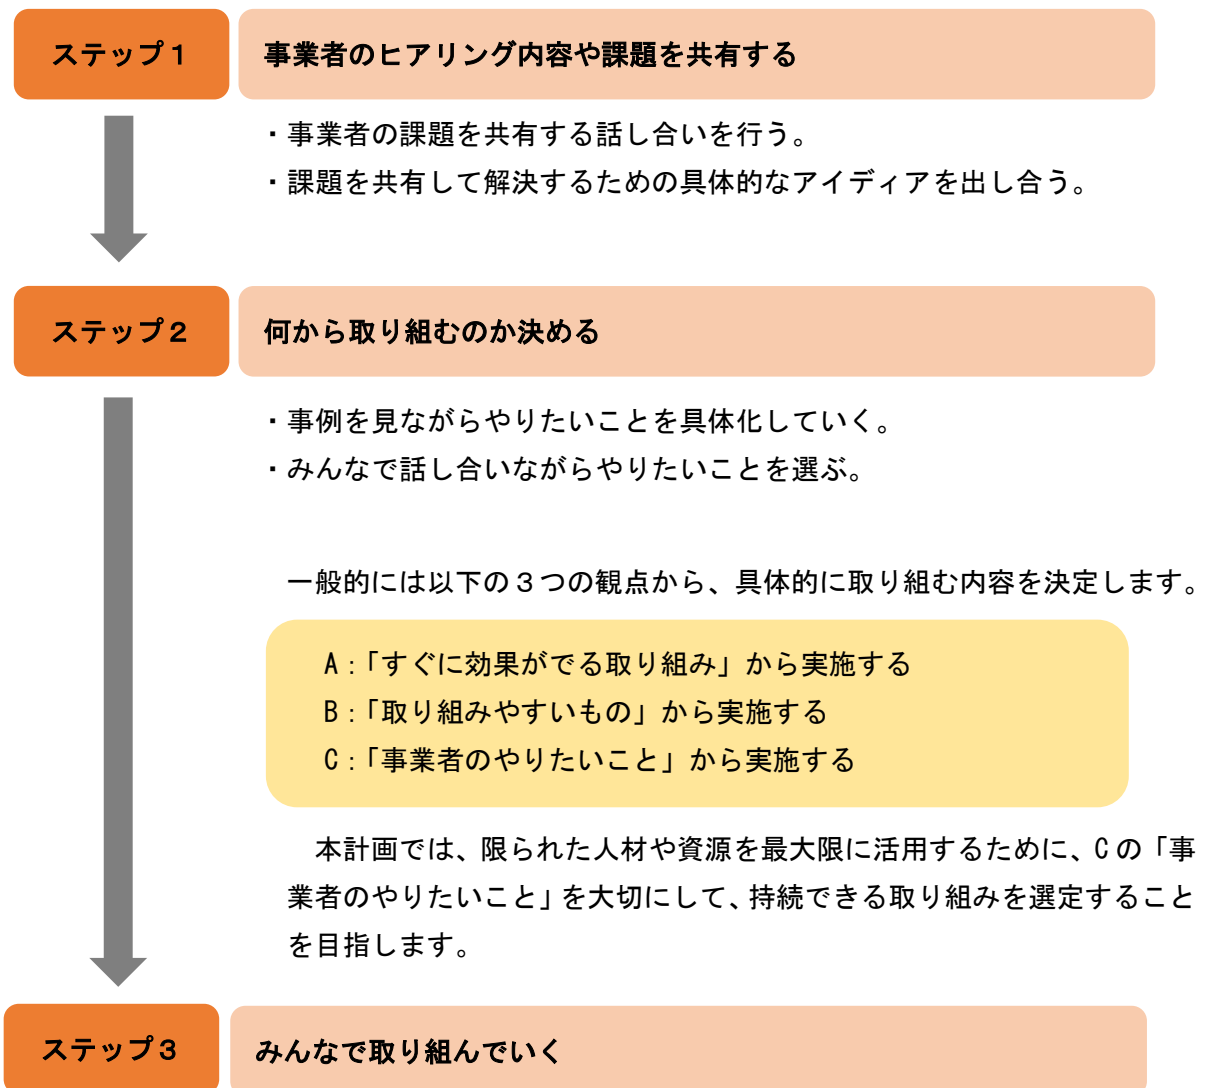 ステップ１
事業者のヒアリング内容や課題を共有する
・事業者の課題を共有する話し合いを行う。
・課題を共有して解決するための具体的なアイディアを出し合う。
ステップ２
何から取り組むのか決める
・事例を見ながらやりたいことを具体化していく。
・みんなで話し合いながらやりたいことを選ぶ。
一般的には以下の３つの観点から、具体的に取り組む内容を決定します。
A：「すぐに効果がでる取り組み」から実施する
B：「取り組みやすいもの」から実施する
C：「事業者のやりたいこと」から実施する
本計画では、限られた人材や資源を最大限に活用するために、Cの「事
業者のやりたいこと」を大切にして、持続できる取り組みを選定すること
を目指します。
ステップ３
みんなで取り組んでいく